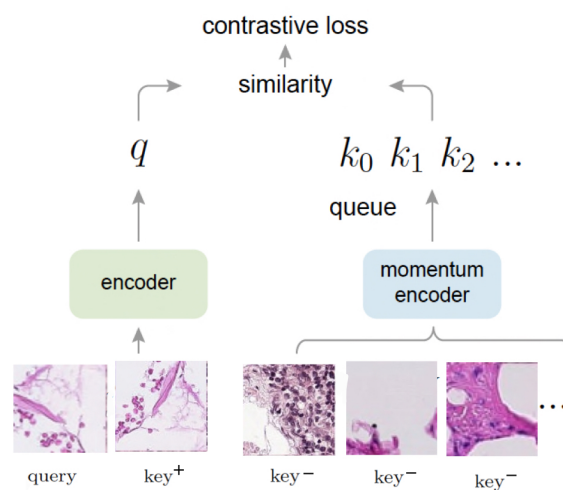 contrastive loss
similarity
q
k₀ k₁ k₂ ...
queue
encoder
momentum
encoder
...
query key⁺ key⁻ key⁻ key⁻